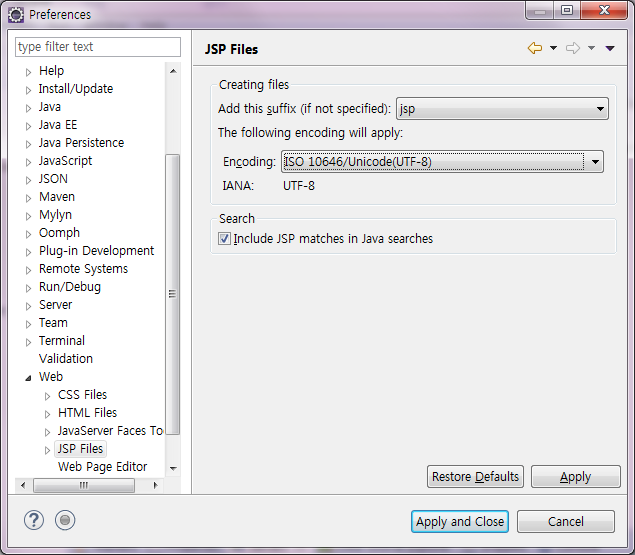 Preferences
type filter text
Help
Install/Update
Java
Java EE
Java Persistence
JavaScript
JSON
Maven
Mylyn
Oomph
Plug-in Development
Remote Systems
Run/Debug
Server
Team
Terminal
Validation
Web
CSS Files
HTML Files
JavaServer Faces To
JSP Files
Web Page Editor
JSP Files
Creating files
Add this suffix (if not specified): jsp
The following encoding will apply:
Encoding: ISO 10646/Unicode(UTF-8)
IANA: UTF-8
Search
Include JSP matches in Java searches
Restore Defaults Apply
Apply and Close Cancel